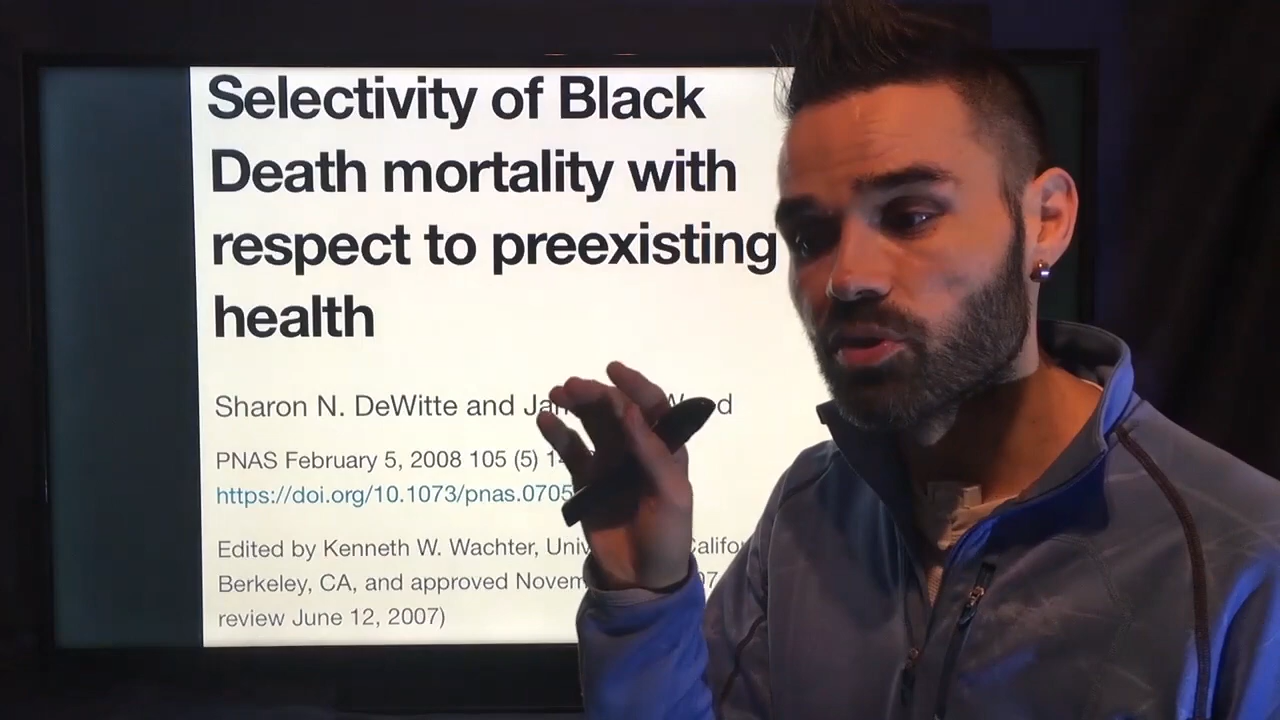 Selectivity of Black
Death mortality with
respect to preexisting
health
Sharon N. DeWitte and
PNAS February 5, 2008 105 (5)
https://doi.org/10.1073/pnas.0705
Edited by Kenneth W. Wachter,
Berkeley, CA, and approved
review June 12, 2007)